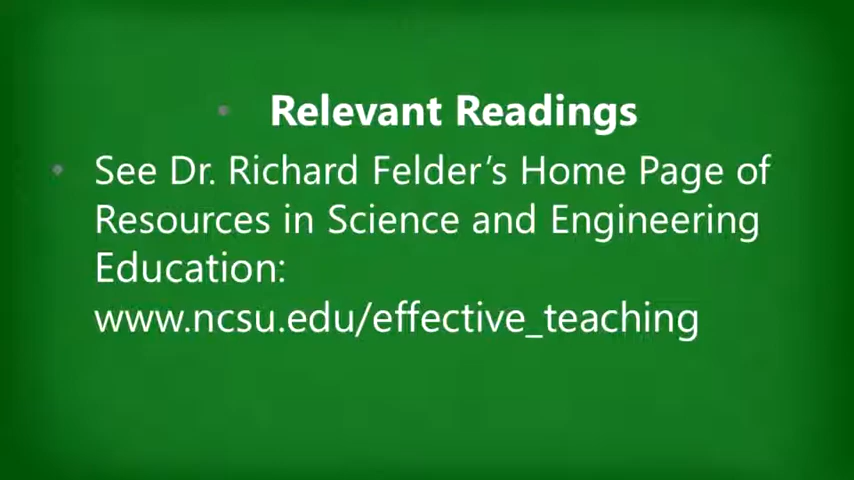 • Relevant Readings
• See Dr. Richard Felder’s Home Page of
Resources in Science and Engineering
Education:
www.ncsu.edu/effective_teaching